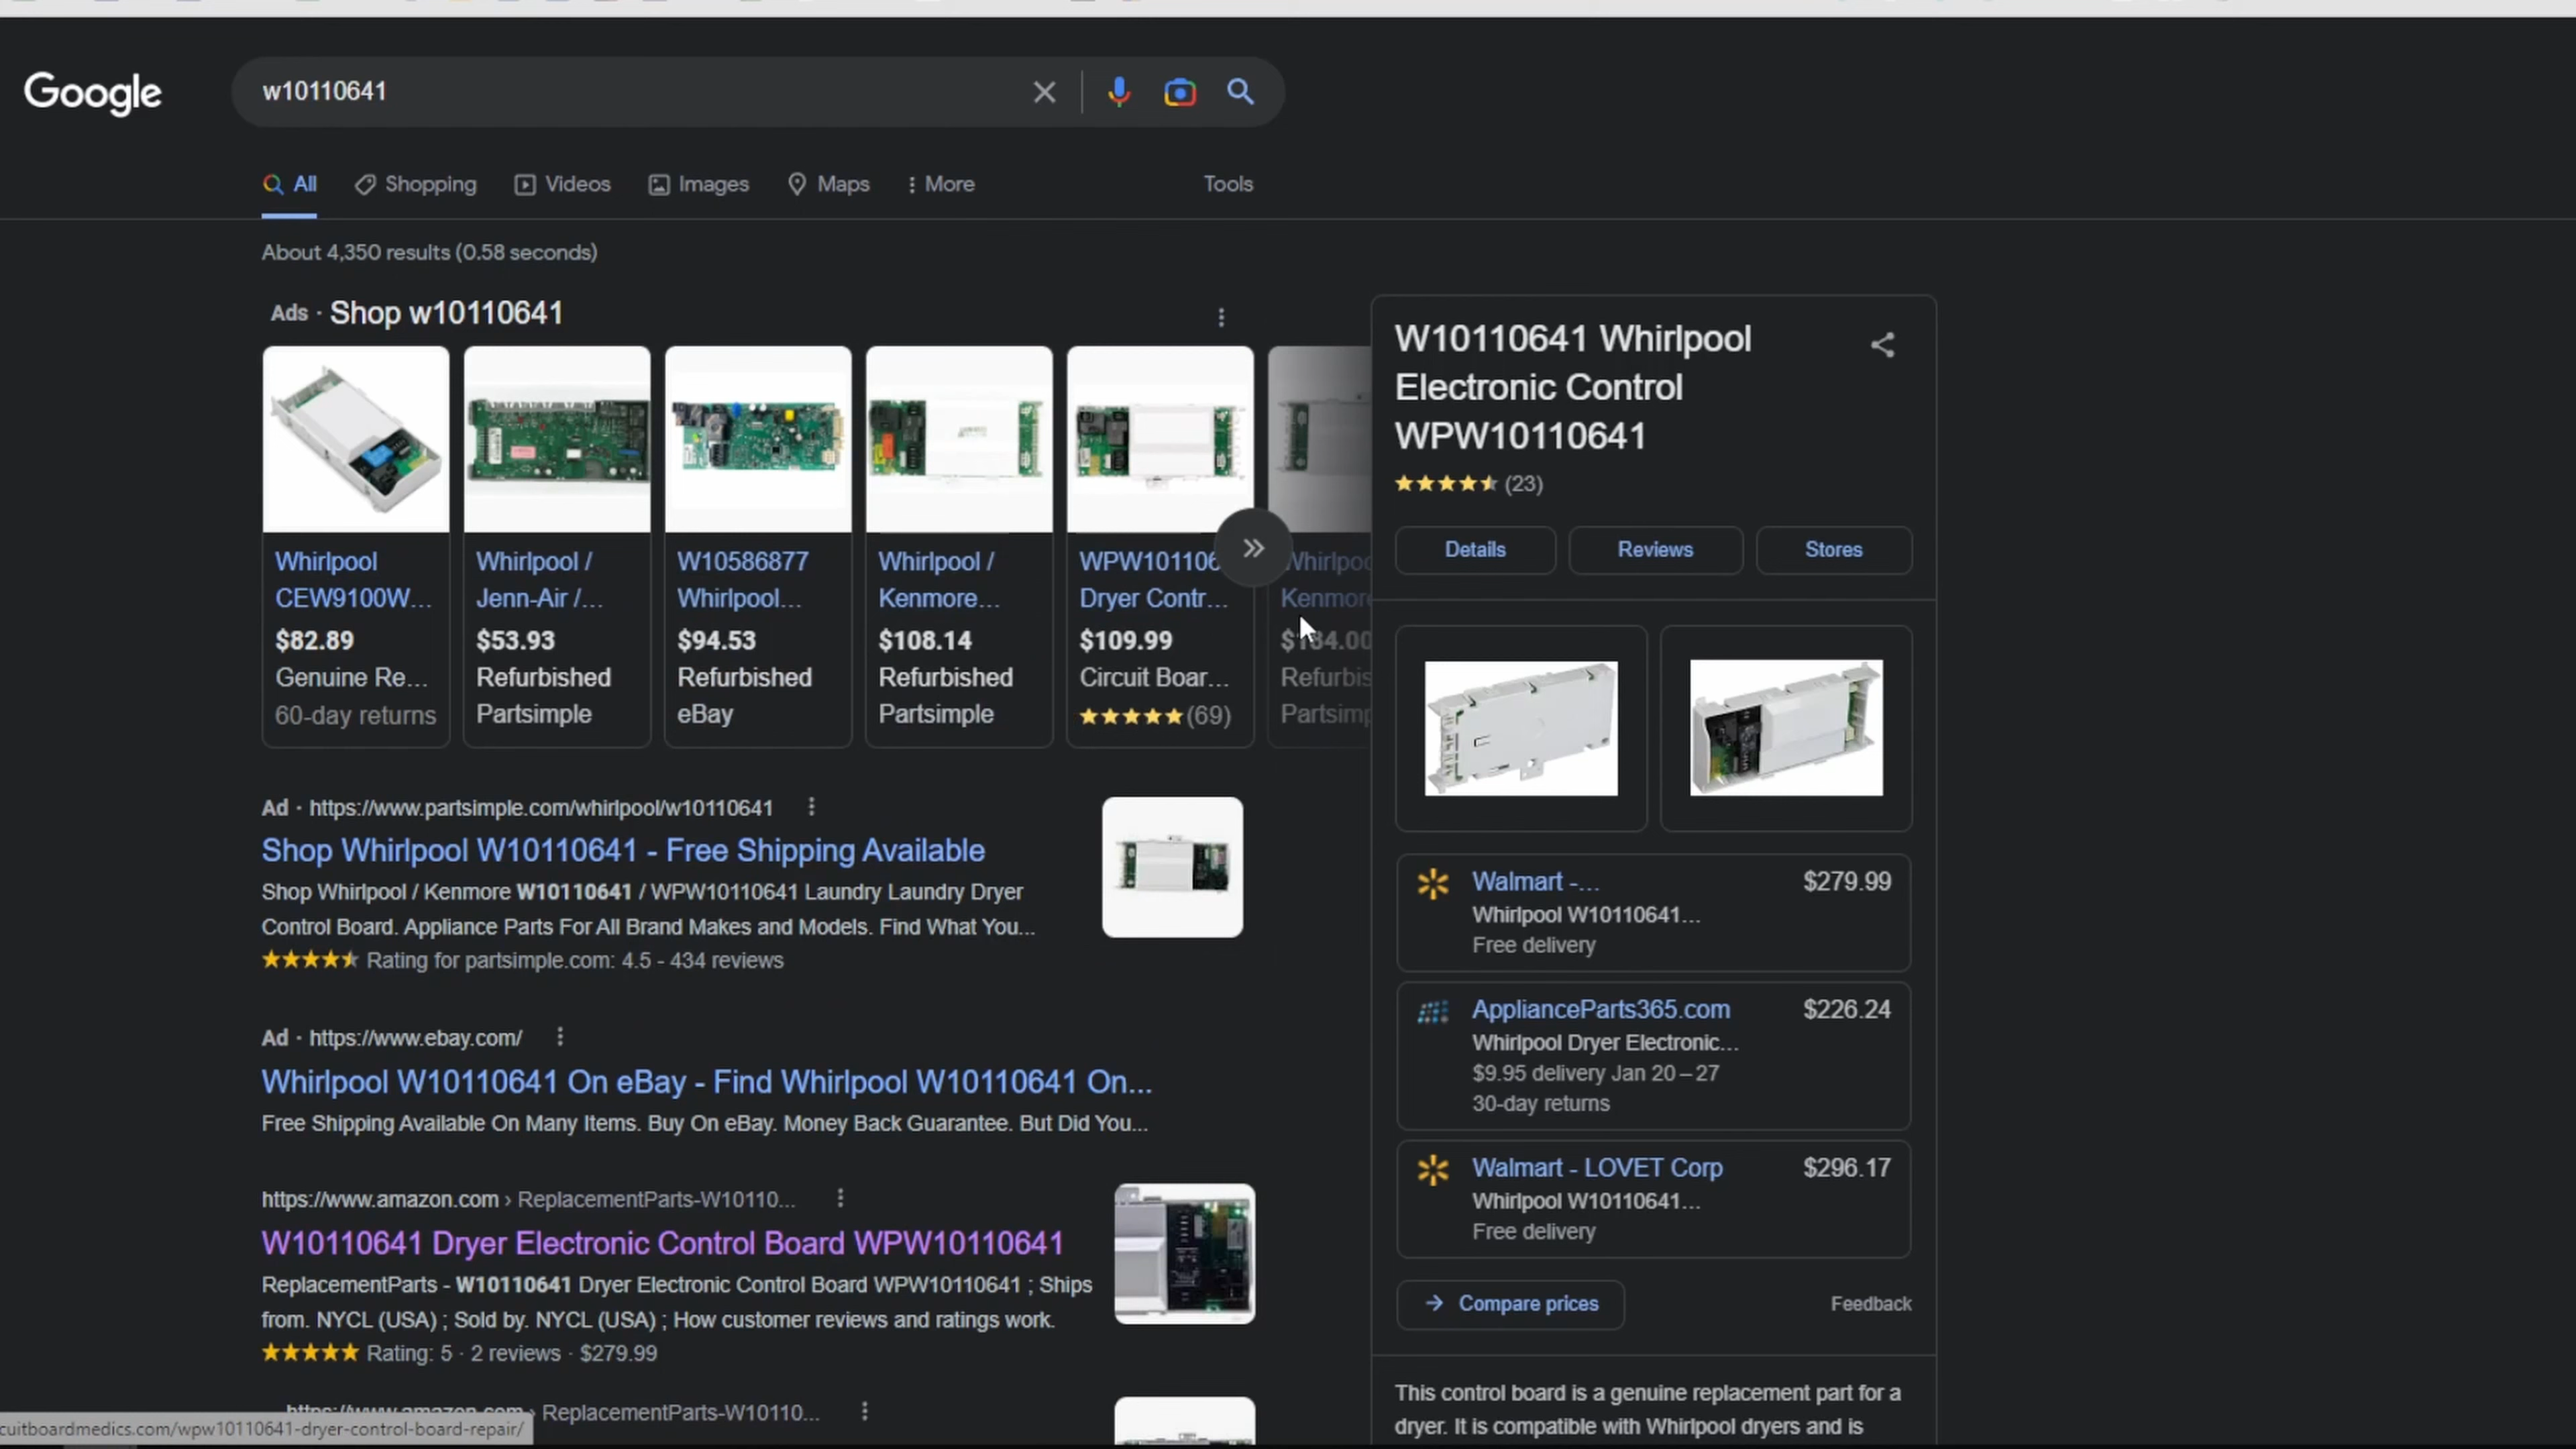 Google
w10110641
All
Shopping
Videos
Images
Maps
More
Tools
About 4,350 results (0.58 seconds)
Ads · Shop w10110641
Whirlpool
CEW9100W...
$82.89
Genuine Re...
60-day returns
Whirlpool /
Jenn-Air /...
$53.93
Refurbished
Partsimple
W10586877
Whirlpool...
$94.53
Refurbished
eBay
Whirlpool /
Kenmore...
$108.14
Refurbished
Partsimple
WPW101106
Dryer Contr...
$109.99
Circuit Boar...
(69)
Whirlpoo
Kenmore
Refurbis
Partsimp
Ad · https://www.partsimple.com/whirlpool/w10110641
Shop Whirlpool W10110641 - Free Shipping Available
Shop Whirlpool / Kenmore W10110641 / WPW10110641 Laundry Laundry Dryer
Control Board. Appliance Parts For All Brand Makes and Models. Find What You...
Rating for partsimple.com: 4.5 - 434 reviews
Ad · https://www.ebay.com/
Whirlpool W10110641 On eBay - Find Whirlpool W10110641 On...
Free Shipping Available On Many Items. Buy On eBay. Money Back Guarantee. But Did You...
https://www.amazon.com › ReplacementParts-W10110...
W10110641 Dryer Electronic Control Board WPW10110641
ReplacementParts - W10110641 Dryer Electronic Control Board WPW10110641 ; Ships
from. NYCL (USA) ; Sold by. NYCL (USA) ; How customer reviews and ratings work.
Rating: 5 · 2 reviews · $279.99
https://www.amazon.com › ReplacementParts-W10110...
cuitboardmedics.com/wpw10110641-dryer-control-board-repair/
W10110641 Whirlpool
Electronic Control
WPW10110641
(23)
Details
Reviews
Stores
Walmart -...
$279.99
Whirlpool W10110641...
Free delivery
ApplianceParts365.com
$226.24
Whirlpool Dryer Electronic...
$9.95 delivery Jan 20 – 27
30-day returns
Walmart - LOVET Corp
$296.17
Whirlpool W10110641...
Free delivery
Compare prices
Feedback
This control board is a genuine replacement part for a
dryer. It is compatible with Whirlpool dryers and is